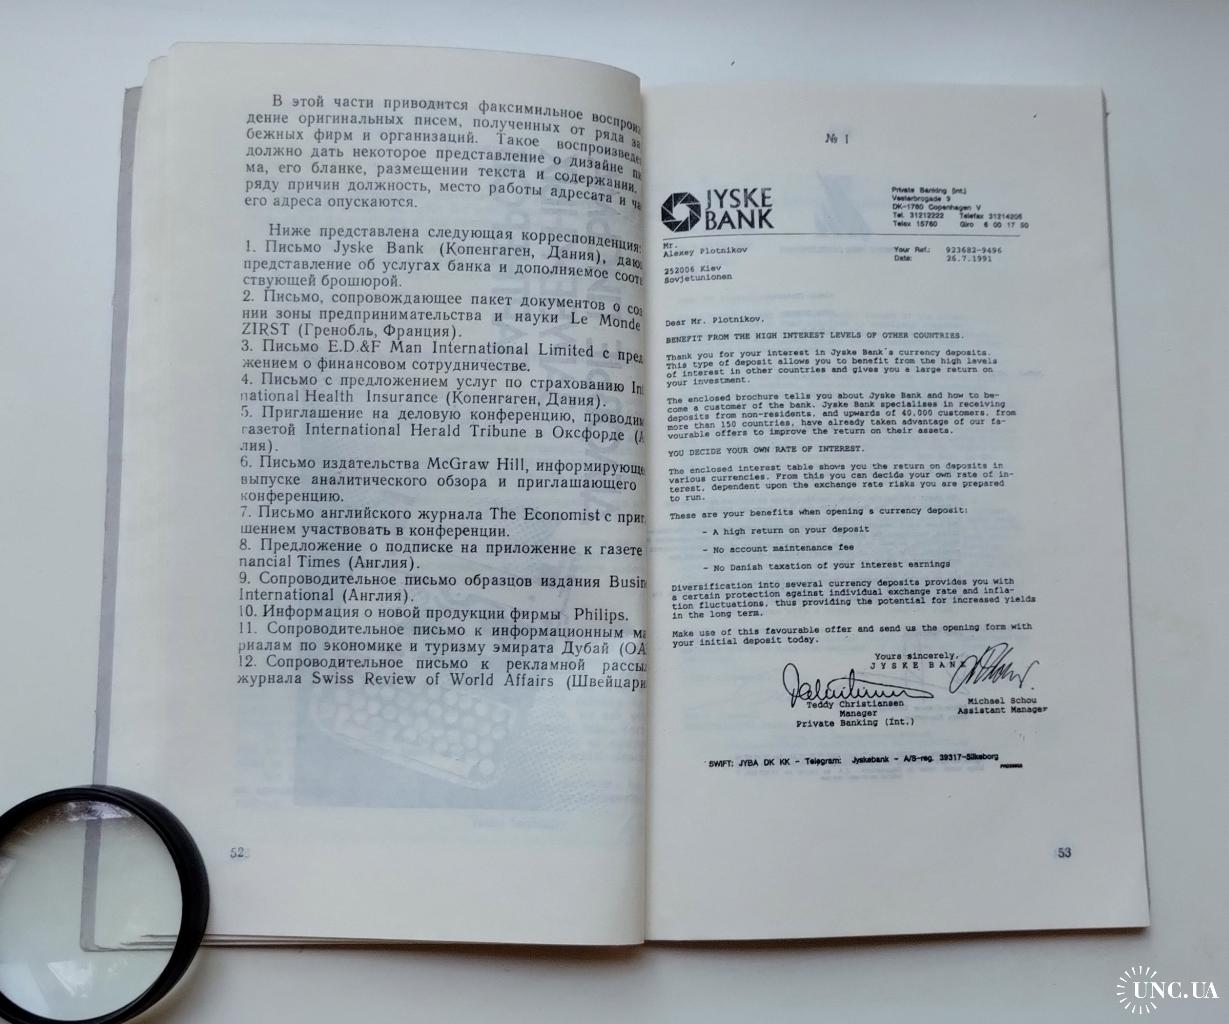 В этой части приводится факсимильное воспроиз
дение оригинальных писем, полученных от ряда за
бежных фирм и организаций. Такое воспроизведе
должно дать некоторое представление о дизайне пи
ма, его бланке, размещении текста и содержании.
ряду причин должность, место работы адресата и ча
его адреса опускаются.
Ниже представлена следующая корреспонденция:
1. Письмо Jyske Bank (Копенгаген, Дания), даю
представление об услугах банка и дополняемое соот
ствующей брошюрой.
2. Письмо, сопровождающее пакет документов о соз
нии зоны предпринимательства и науки Le Monde
ZIRST (Гренобль, Франция).
3. Письмо E.D.&F Man International Limited с пред
жением о финансовом сотрудничестве.
4. Письмо с предложением услуг по страхованию In
national Health Insurance (Копенгаген, Дания).
5. Приглашение на деловую конференцию, проводим
газетой International Herald Tribune в Оксфорде (А
лия).
6. Письмо издательства McGraw Hill, информирующе
выпуске аналитического обзора и приглашающего
конференцию.
7. Письмо английского журнала The Economist с приг
шением участвовать в конференции.
8. Предложение о подписке на приложение к газете
nancial Times (Англия).
9. Сопроводительное письмо образцов издания Busin
International (Англия).
10. Информация о новой продукции фирмы Philips.
11. Сопроводительное письмо к информационным ма
риалам по экономике и туризму эмирата Дубай (ОА
12. Сопроводительное письмо к рекламной рассыл
журнала Swiss Review of World Affairs (Швейцари
52
№ 1
JYSKE
BANK
Private Banking (Int.)
Vesterbrogade 9
DK-1780 Copenhagen V
Tel. 31212222 Telefax 31214205
Telex 15760 Giro 6 00 17 50
Mr.
Alexey Plotnikov
252006 Kiev
Sovjetunionen
Your Ref.: 923682-9496
Date: 26.7.1991
Dear Mr. Plotnikov,
BENEFIT FROM THE HIGH INTEREST LEVELS OF OTHER COUNTRIES.
Thank you for your interest in Jyske Bank's currency deposits.
This type of deposit allows you to benefit from the high levels
of interest in other countries and gives you a large return on
your investment.
The enclosed brochure tells you about Jyske Bank and how to be-
come a customer of the bank. Jyske Bank specialises in receiving
deposits from non-residents, and upwards of 40,000 customers, from
more than 150 countries, have already taken advantage of our fa-
vourable offers to improve the return on their assets.
YOU DECIDE YOUR OWN RATE OF INTEREST.
The enclosed interest table shows you the return on deposits in
various currencies. From this you can decide your own rate of in-
terest, dependent upon the exchange rate risks you are prepared
to run.
These are your benefits when opening a currency deposit:
- A high return on your deposit
- No account maintenance fee
- No Danish taxation of your interest earnings
Diversification into several currency deposits provides you with
a certain protection against individual exchange rate and infla-
tion fluctuations, thus providing the potential for increased yields
in the long term.
Make use of this favourable offer and send us the opening form with
your initial deposit today.
Yours sincerely,
JYSKE BANK
Teddy Christiansen
Manager
Private Banking (Int.)
Michael Schou
Assistant Manager
SWIFT: JYBA DK KK - Telegram: Jyskebank - A/S-reg. 39317-Silkeborg
53
UNC.UA